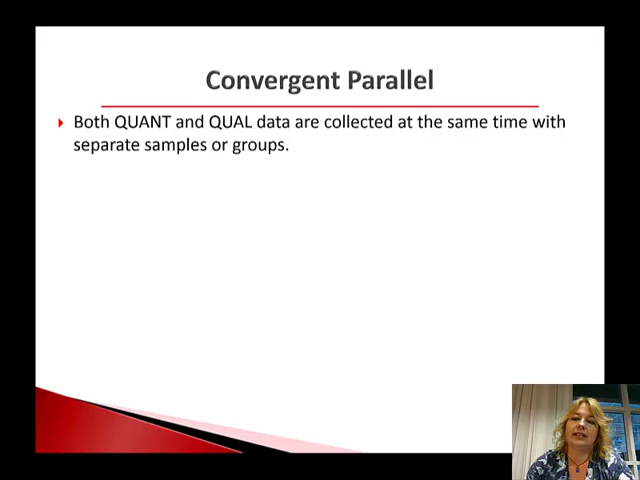 Convergent Parallel
Both QUANT and QUAL data are collected at the same time with
separate samples or groups.